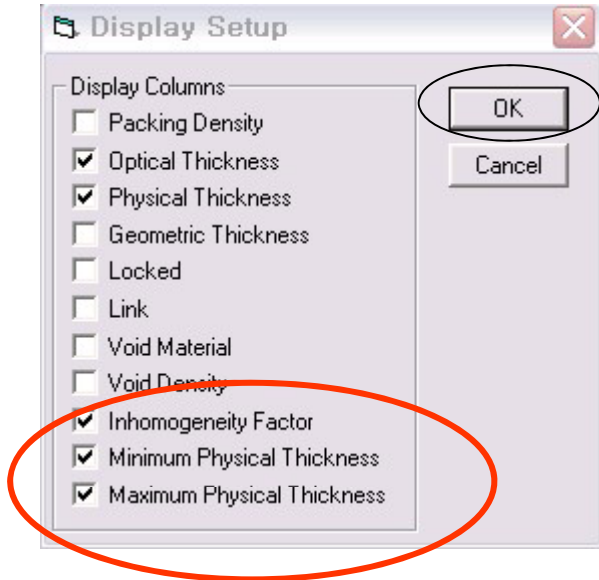 Display Setup
Display Columns
Packing Density
Optical Thickness
Physical Thickness
Geometric Thickness
Locked
Link
Void Material
Void Density
Inhomogeneity Factor
Minimum Physical Thickness
Maximum Physical Thickness
OK
Cancel